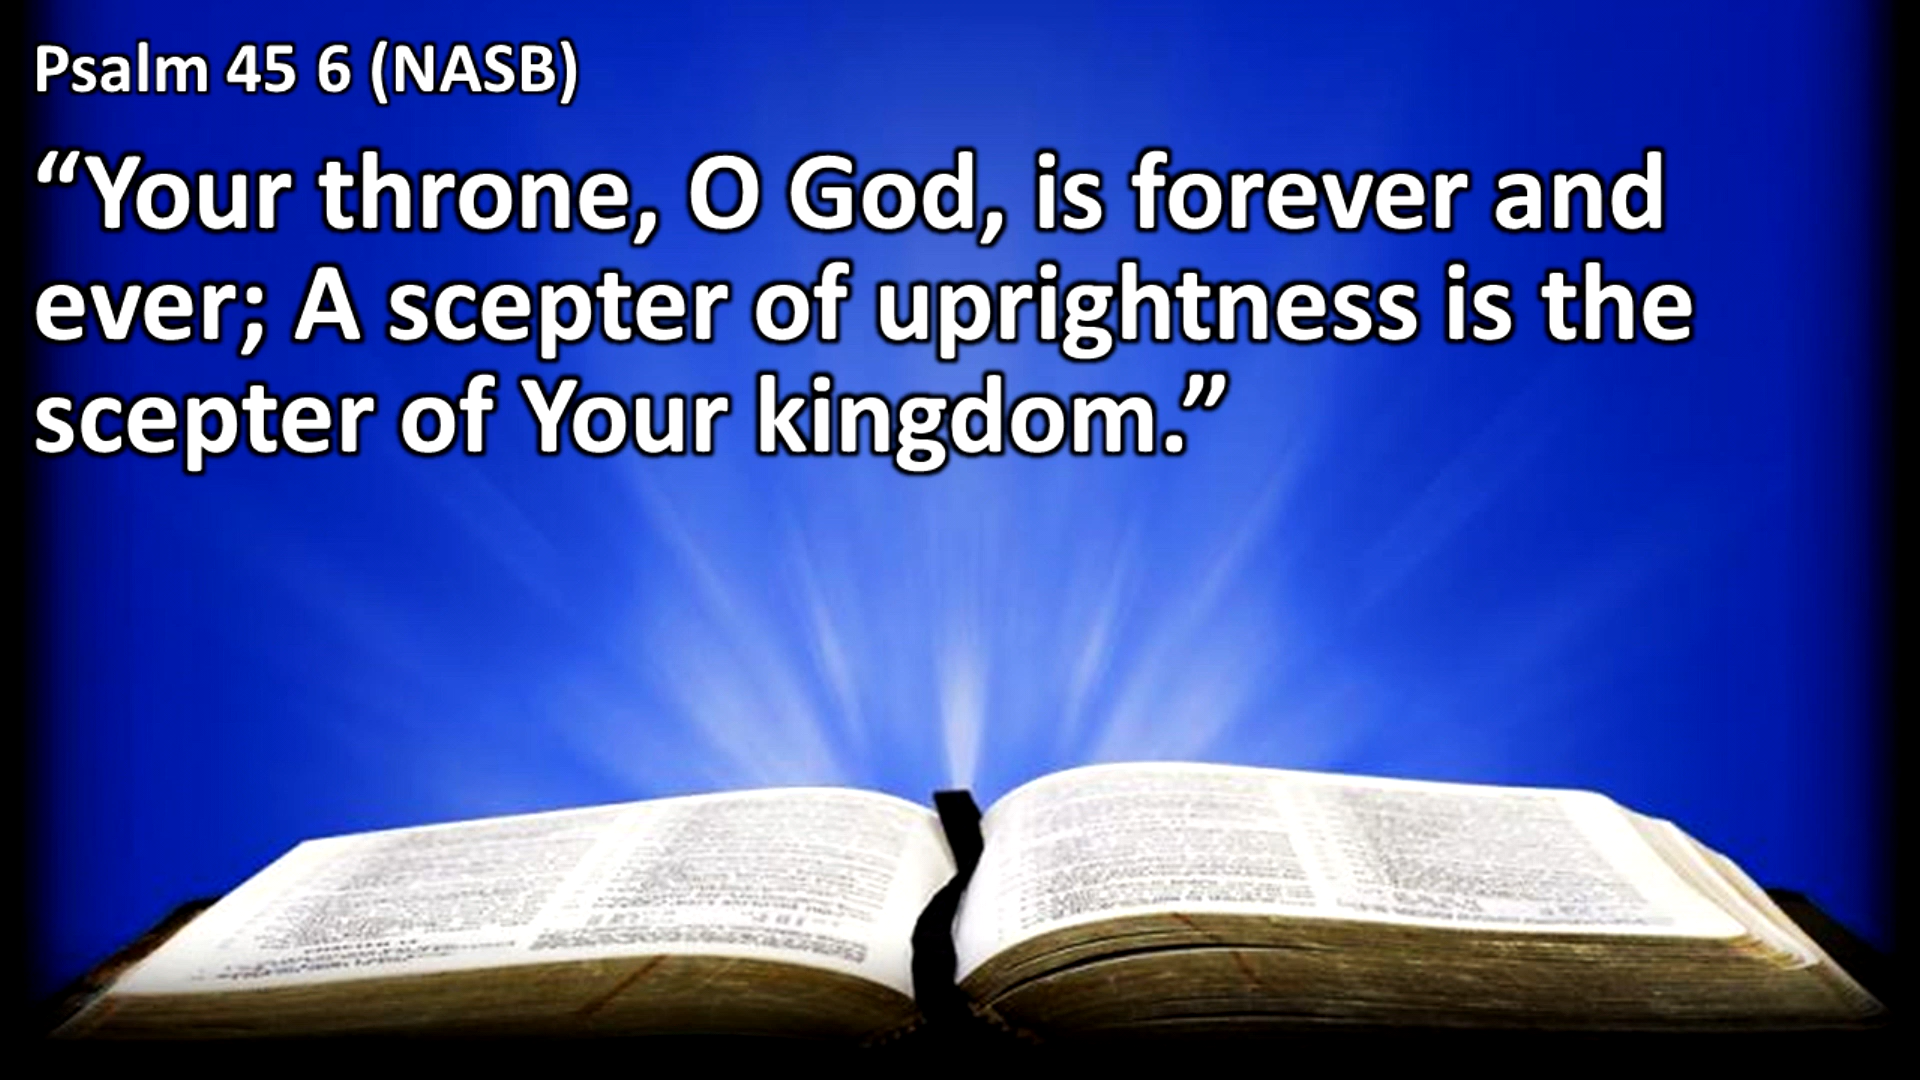 Psalm 45 6 (NASB)
“Your throne, O God, is forever and
ever; A scepter of uprightness is the
scepter of Your kingdom.”